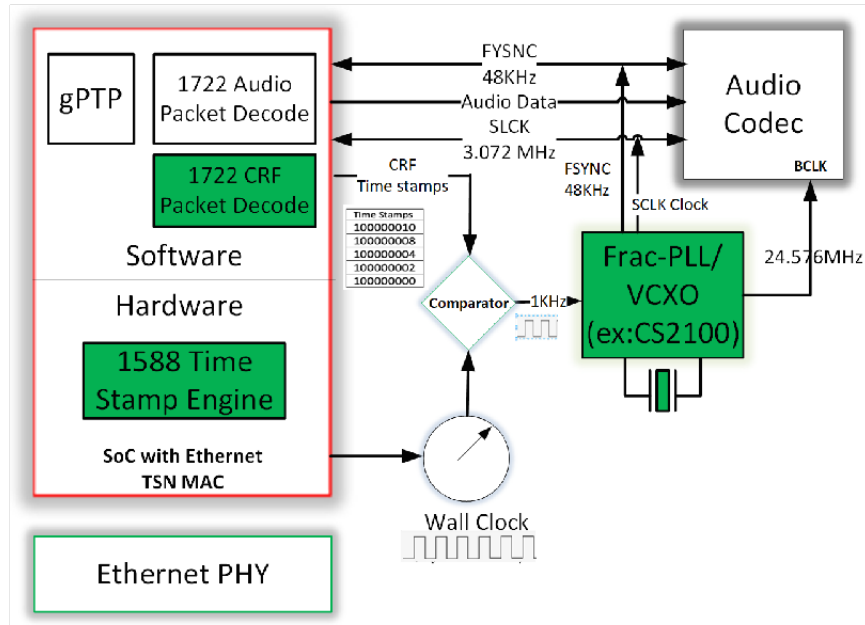 gPTP
1722 Audio
Packet Decode
1722 CRF
Packet Decode
Software
Hardware
1588 Time
Stamp Engine
SoC with Ethernet
TSN MAC
Ethernet PHY
FYSNC
48KHz
Audio Data
SLCK
3.072 MHz
CRF
Time stamps
Time Stamps
100000010
100000008
100000004
100000002
100000000
Comparator
1KHz
Wall Clock
FSYNC
48KHz
SCLK Clock
Frac-PLL/
VCXO
(ex:CS2100)
24.576MHz
Audio
Codec
BCLK